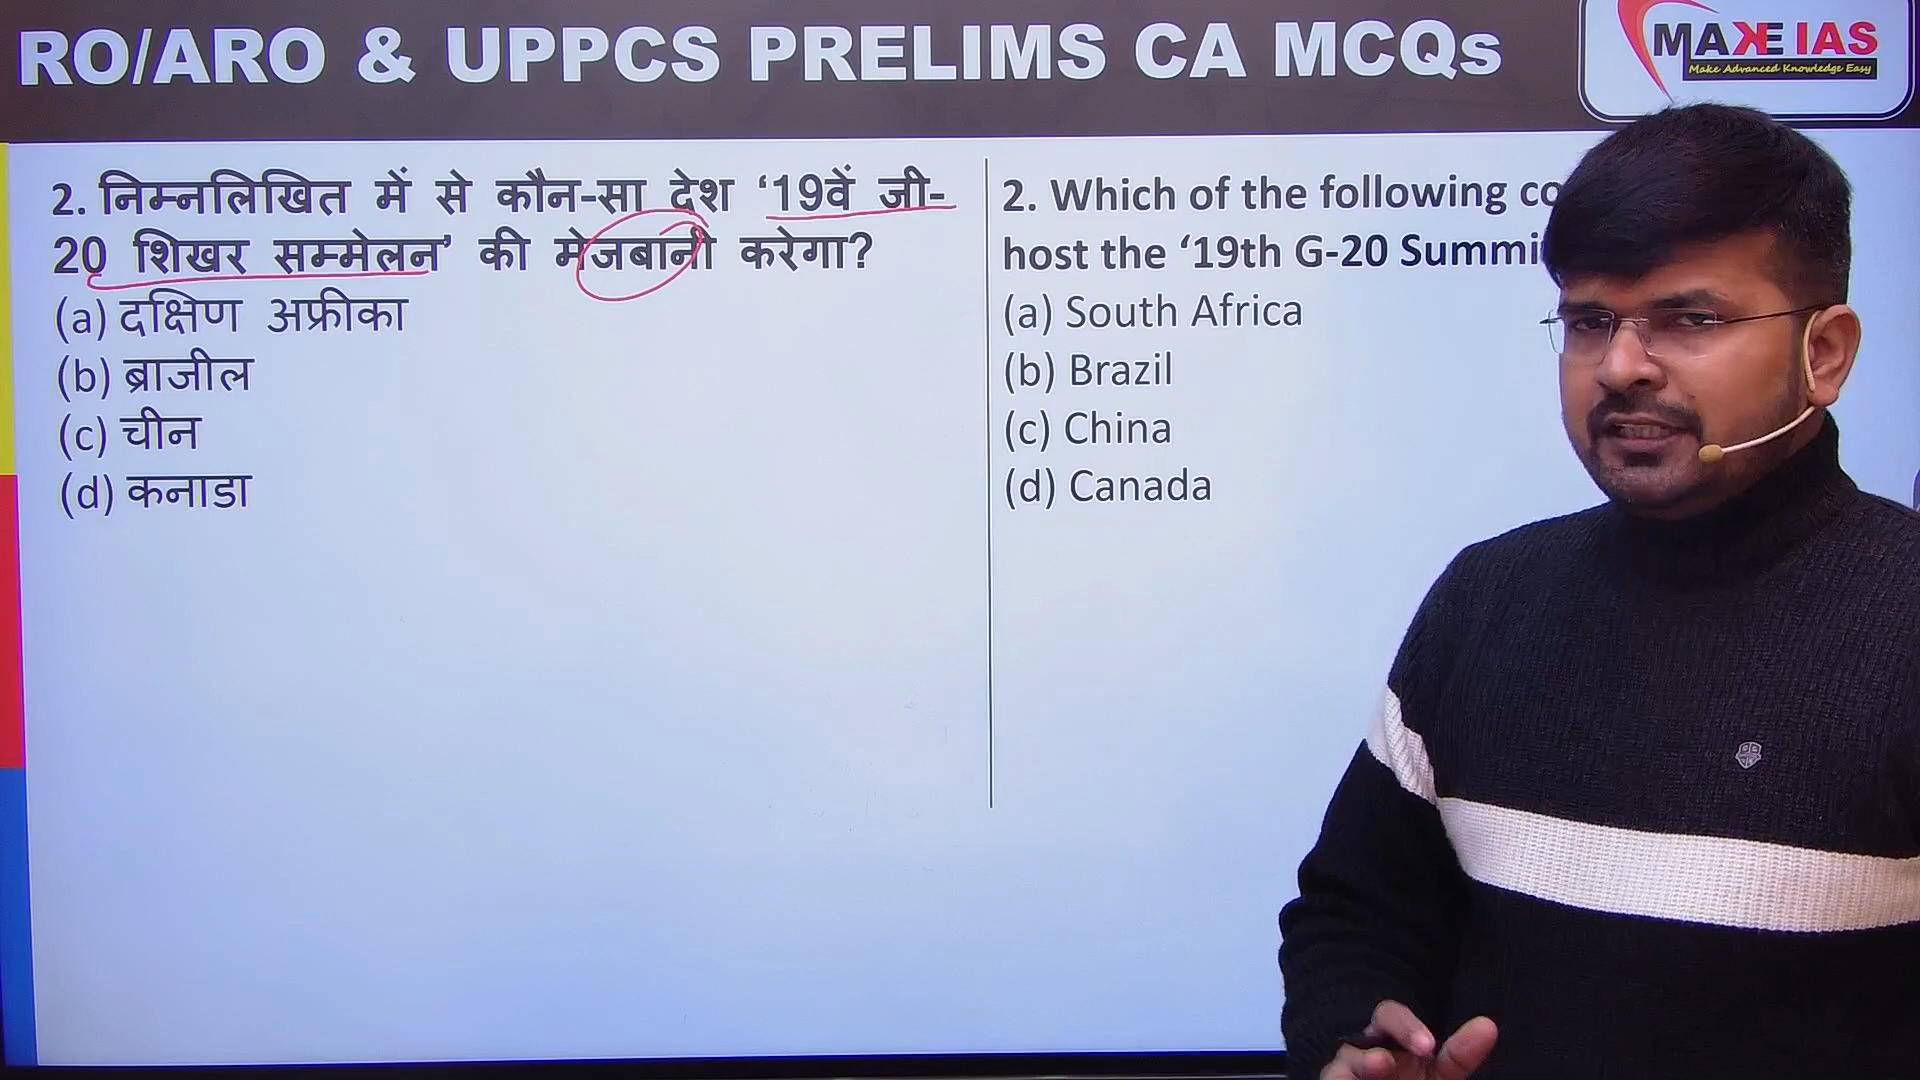 RO/ARO & UPPCS PRELIMS CA MCQs
MAKE IAS
Make Advanced Knowledge Easy
2. निम्नलिखित में से कौन-सा देश ‘19वें जी-
20 शिखर सम्मेलन’ की मेजबानी करेगा?
(a) दक्षिण अफ्रीका
(b) ब्राजील
(c) चीन
(d) कनाडा
2. Which of the following
host the ‘19th G-20
(a) South Africa
(b) Brazil
(c) China
(d) Canada